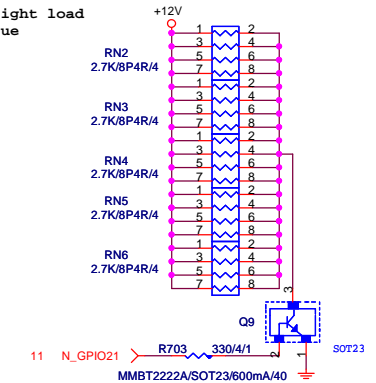 ight load
ue
+12V
1 2
3 4
RN2
5 6
2.7K/8P4R/4
7 8
1 2
3 4
RN3
5 6
2.7K/8P4R/4
7 8
1 2
3 4
RN4
5 6
2.7K/8P4R/4
7 8
1 2
3 4
RN5
5 6
2.7K/8P4R/4
7 8
1 2
RN6
3 4
2.7K/8P4R/4
5 6
7 8
3
Q9
SOT23
2 1
R703 330/4/1
11 N_GPIO21
MMBT2222A/SOT23/600mA/40